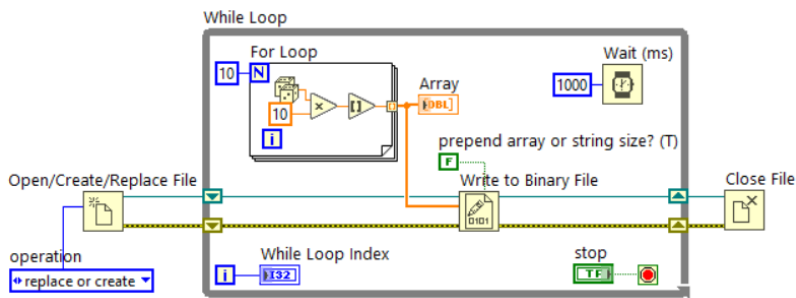 While Loop
For Loop
10 N
10
i
Array
DBL
Wait (ms)
1000
prepend array or string size? (T)
F
Open/Create/Replace File
Write to Binary File
0101
Close File
operation
replace or create
While Loop Index
i
I32
stop
TF